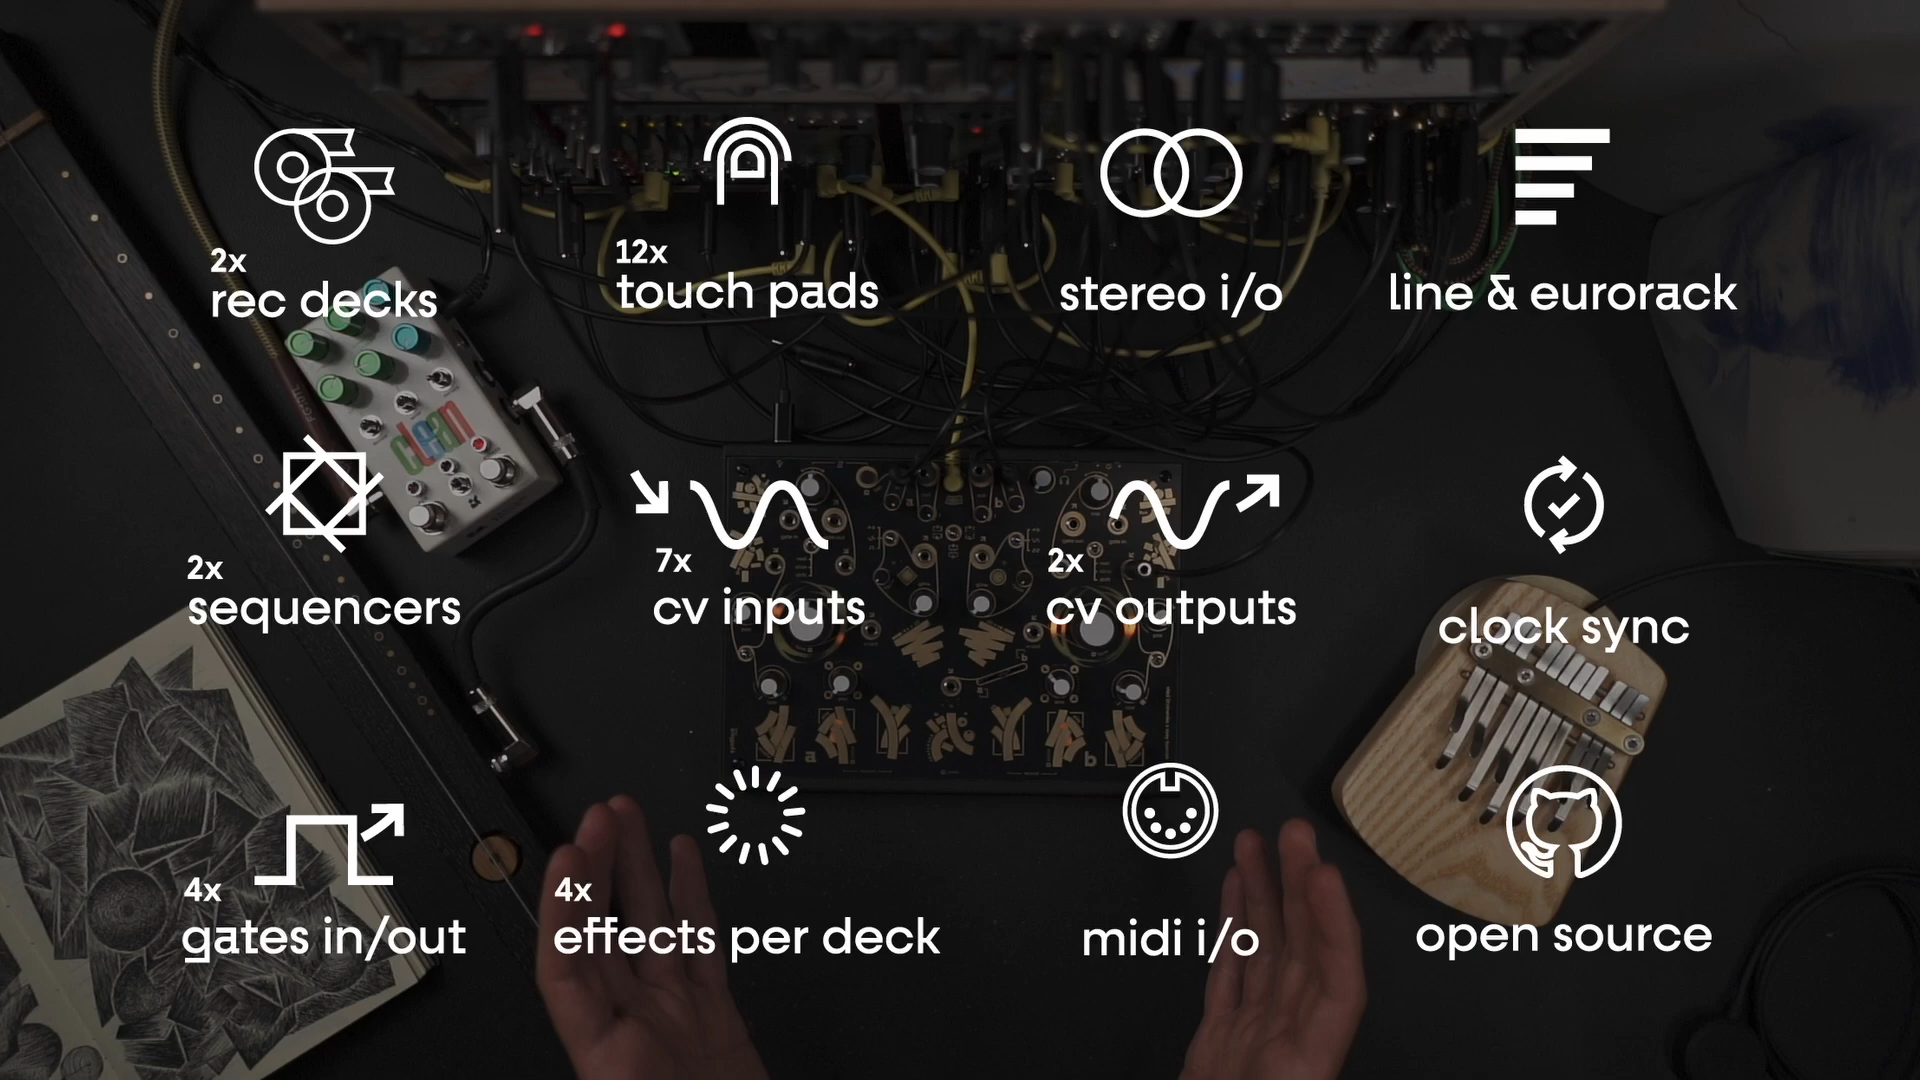 2x
rec decks
12x
touch pads
stereo i/o
line & eurorack
clean
2x
sequencers
7x
cv inputs
2x
cv outputs
clock sync
4x
gates in/out
4x
effects per deck
midi i/o
open source
a
b